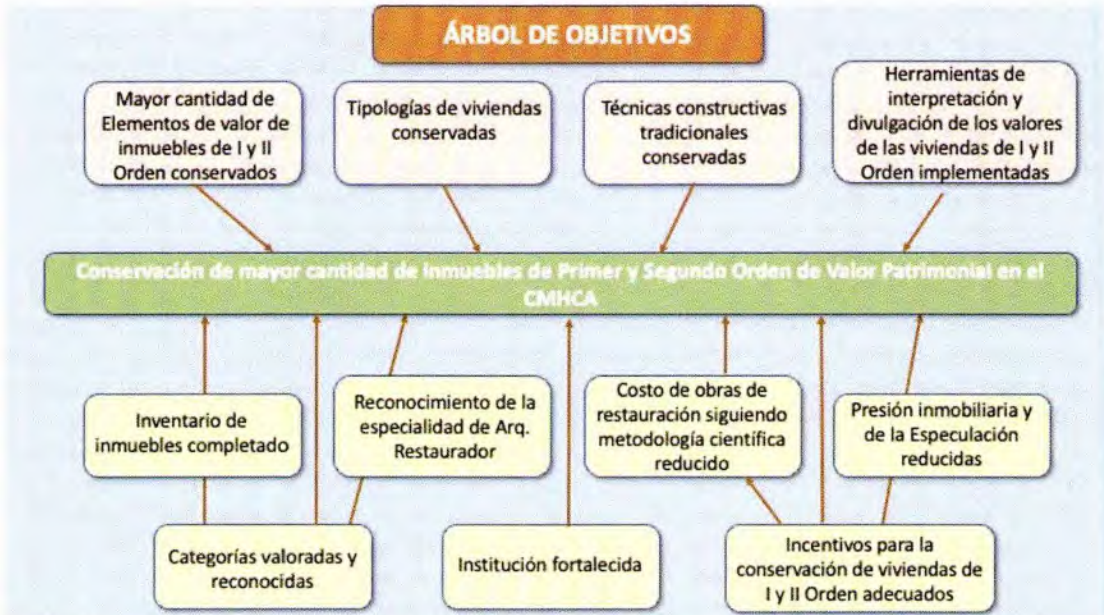 ÁRBOL DE OBJETIVOS
Mayor cantidad de
Elementos de valor de
inmuebles de I y II
Orden conservados
Tipologías de viviendas
conservadas
Técnicas constructivas
tradicionales
conservadas
Herramientas de
interpretación y
divulgación de los valores
de las viviendas de I y II
Orden implementadas
Conservación de mayor cantidad de Inmuebles de Primer y Segundo Orden de Valor Patrimonial en el
CMHCA
Inventario de
inmuebles completado
Reconocimiento de la
especialidad de Arq.
Restaurador
Costo de obras de
restauración siguiendo
metodología científica
reducido
Presión inmobiliaria y
de la Especulación
reducidas
Categorías valoradas y
reconocidas
Institución fortalecida
Incentivos para la
conservación de viviendas de
I y II Orden adecuados